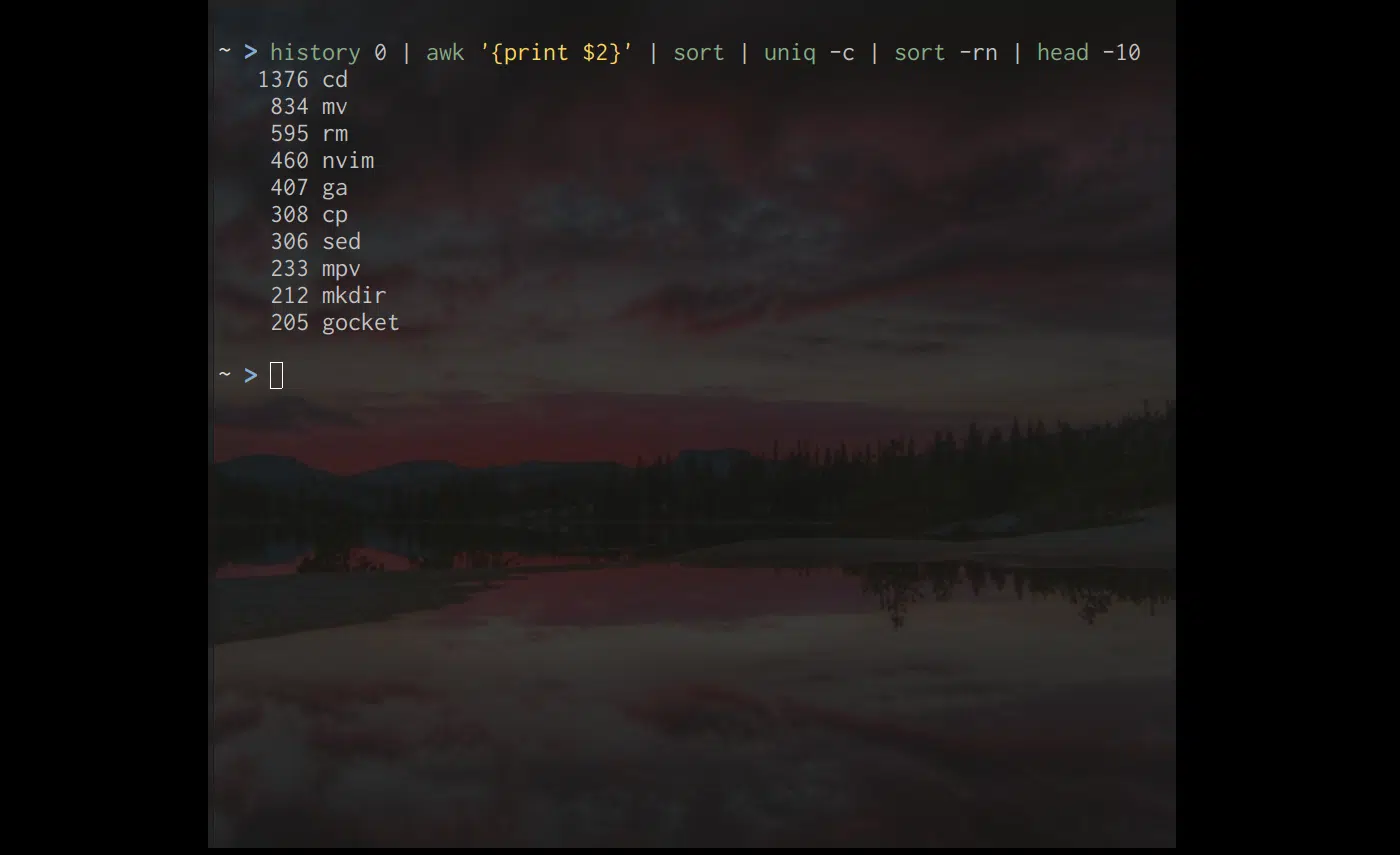 ~ > history 0 | awk '{print $2}' | sort | uniq -c | sort -rn | head -10
1376 cd
834 mv
595 rm
460 nvim
407 ga
308 cp
306 sed
233 mpv
212 mkdir
205 gocket
~ >